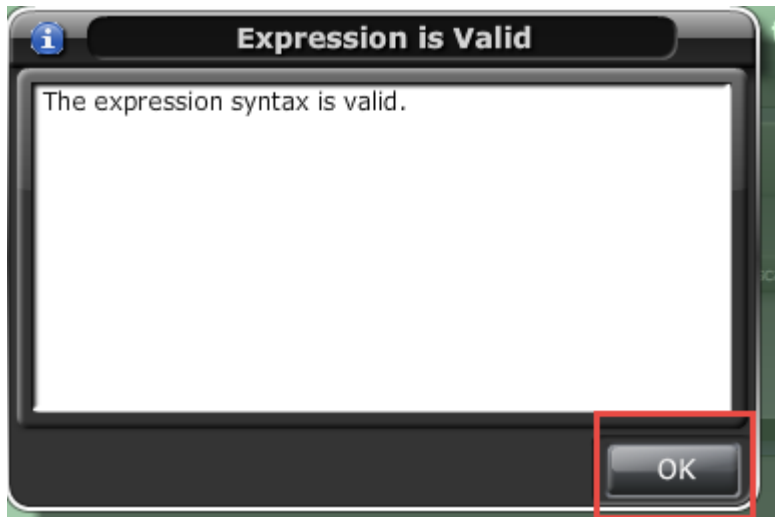 Expression is Valid
The expression syntax is valid.
OK